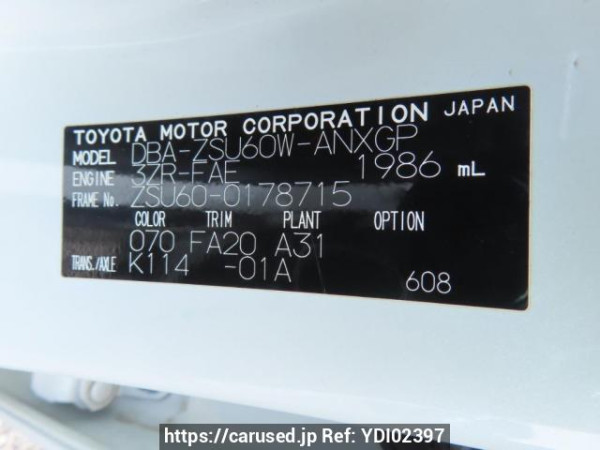 TOYOTA MOTOR CORPORATION JAPAN
MODEL DBA-ZSU60W-ANXGP
ENGINE 3ZR-FAE 1986 mL
FRAME No. ZSU60-0178715
COLOR TRIM PLANT OPTION
070 FA20 A31
TRANS./AXLE K114 -01A
608
https://carused.jp Ref: YDI02397